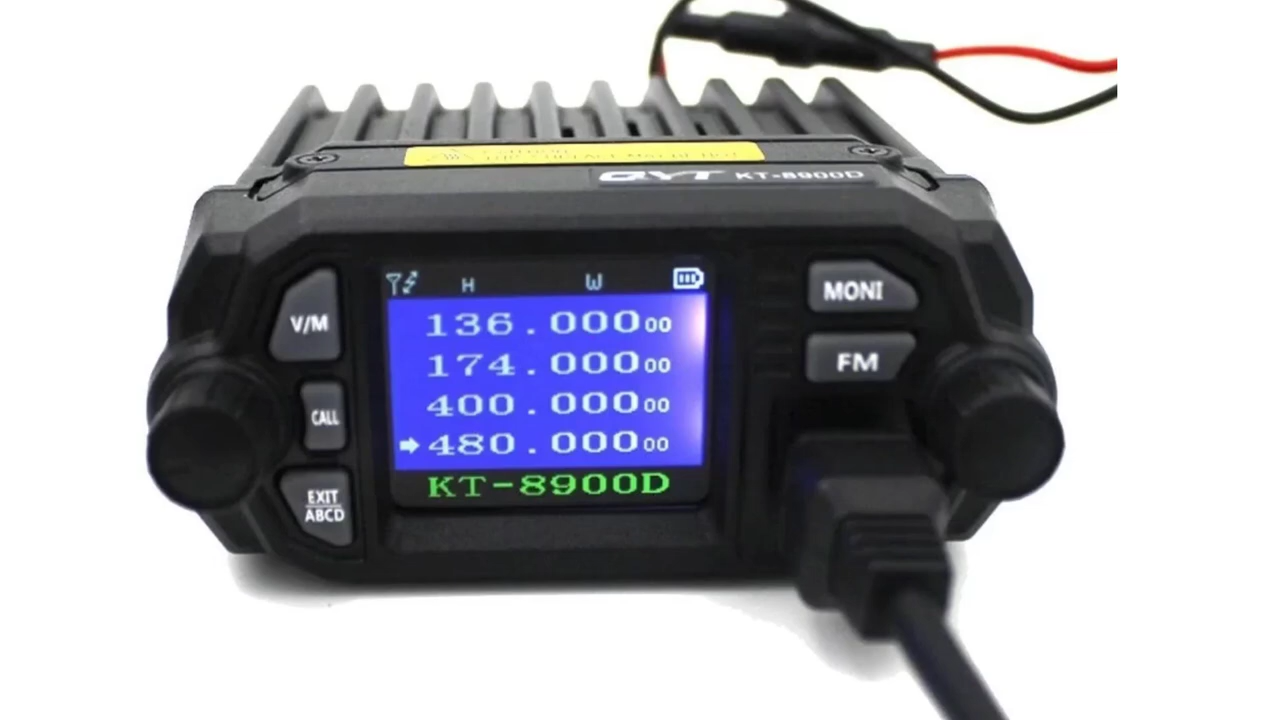 QYT KT-8900D
H W
V/M
MONI
136.00000
174.00000
FM
CALL
400.00000
480.00000
EXIT
ABCD
KT-8900D